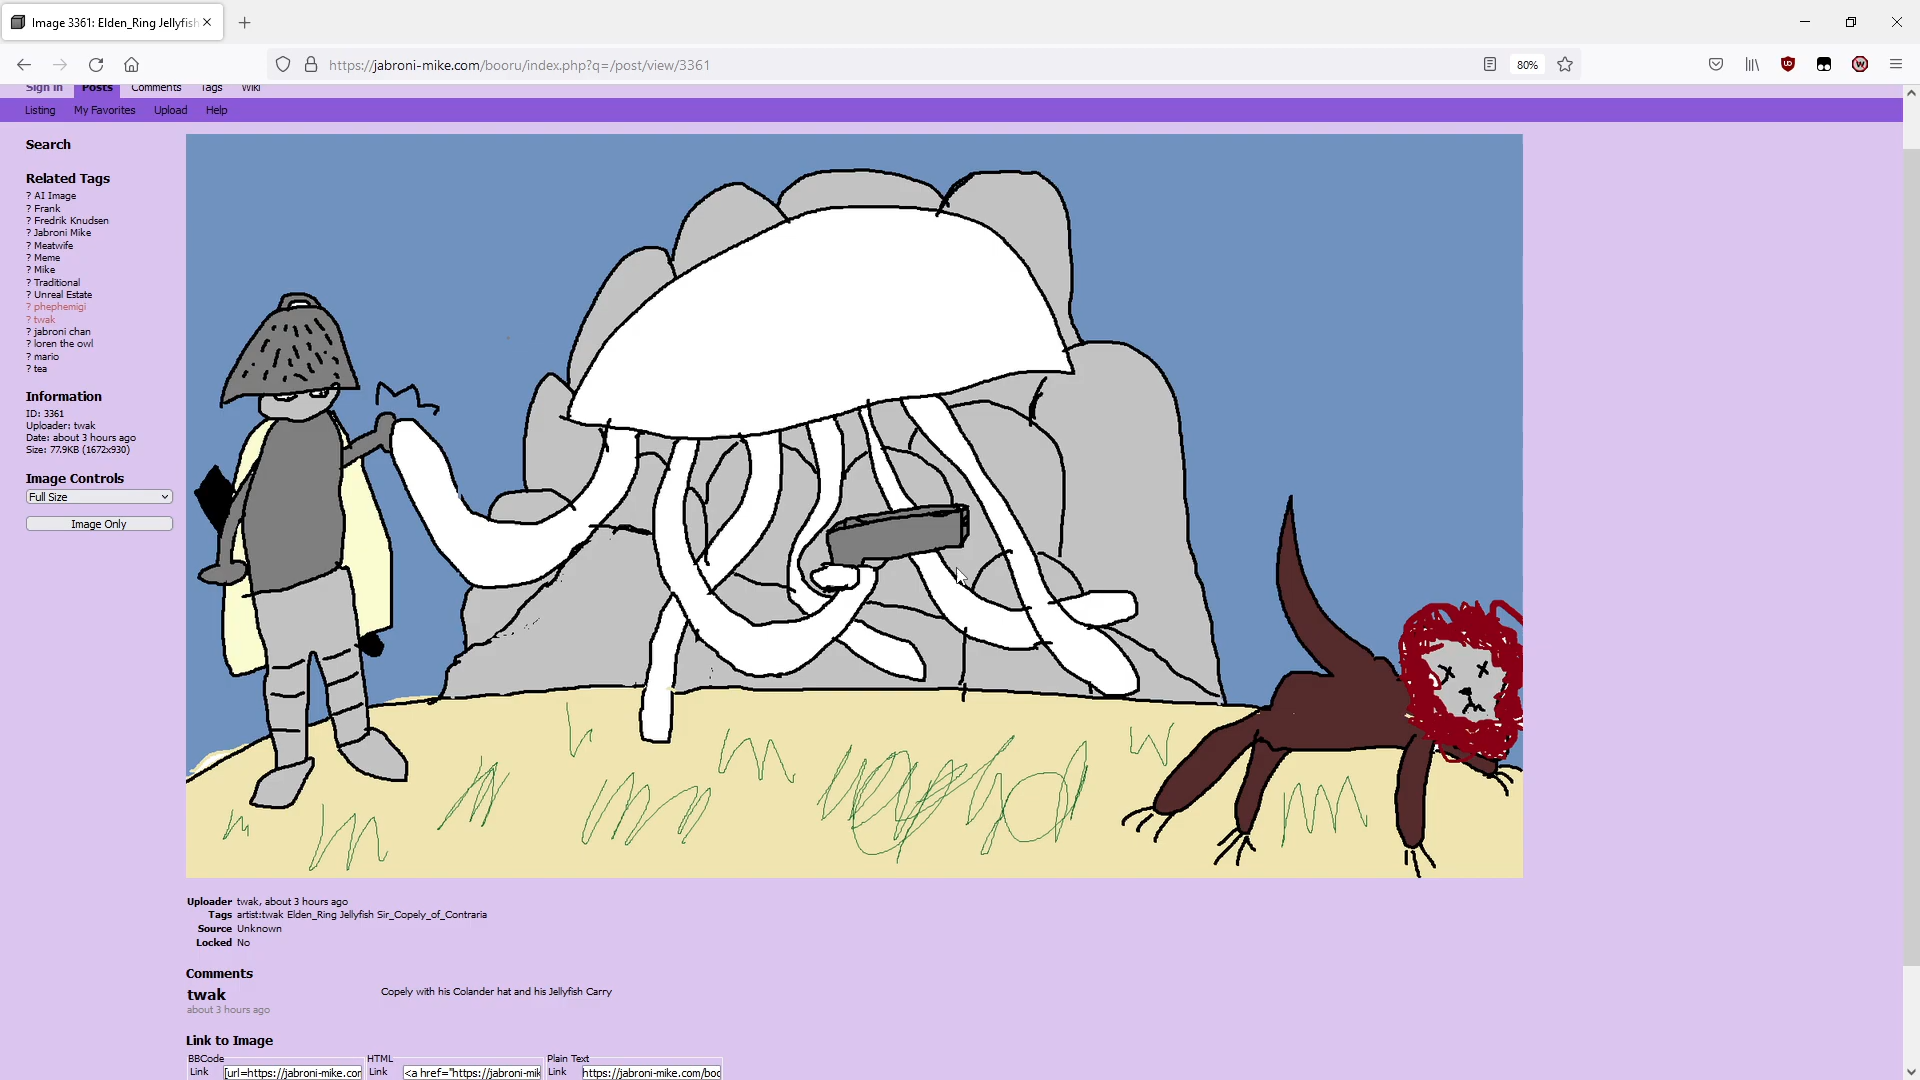 Image 3361: Elden_Ring Jellyfish
https://jabroni-mike.com/booru/index.php?q=/post/view/3361
80%
Sign In Posts Comments Tags Wiki
Listing My Favorites Upload Help
Search
Related Tags
? AI Image
? Frank
? Fredrik Knudsen
? Jabroni Mike
? Meatwife
? Meme
? Mike
? Traditional
? Unreal Estate
? phephemigi
? twak
? jabroni chan
? loren the owl
? mario
? tea
Information
ID: 3361
Uploader: twak
Date: about 3 hours ago
Size: 77.9KB (1672x930)
Image Controls
Full Size
Image Only
Uploader twak, about 3 hours ago
Tags artist:twak Elden_Ring Jellyfish Sir_Copely_of_Contraria
Source Unknown
Locked No
Comments
twak
Copely with his Colander hat and his Jellyfish Carry
about 3 hours ago
Link to Image
BBCode HTML Plain Text
Link [url=https://jabroni-mike.com Link <a href="https://jabroni-mik Link https://jabroni-mike.com/boo